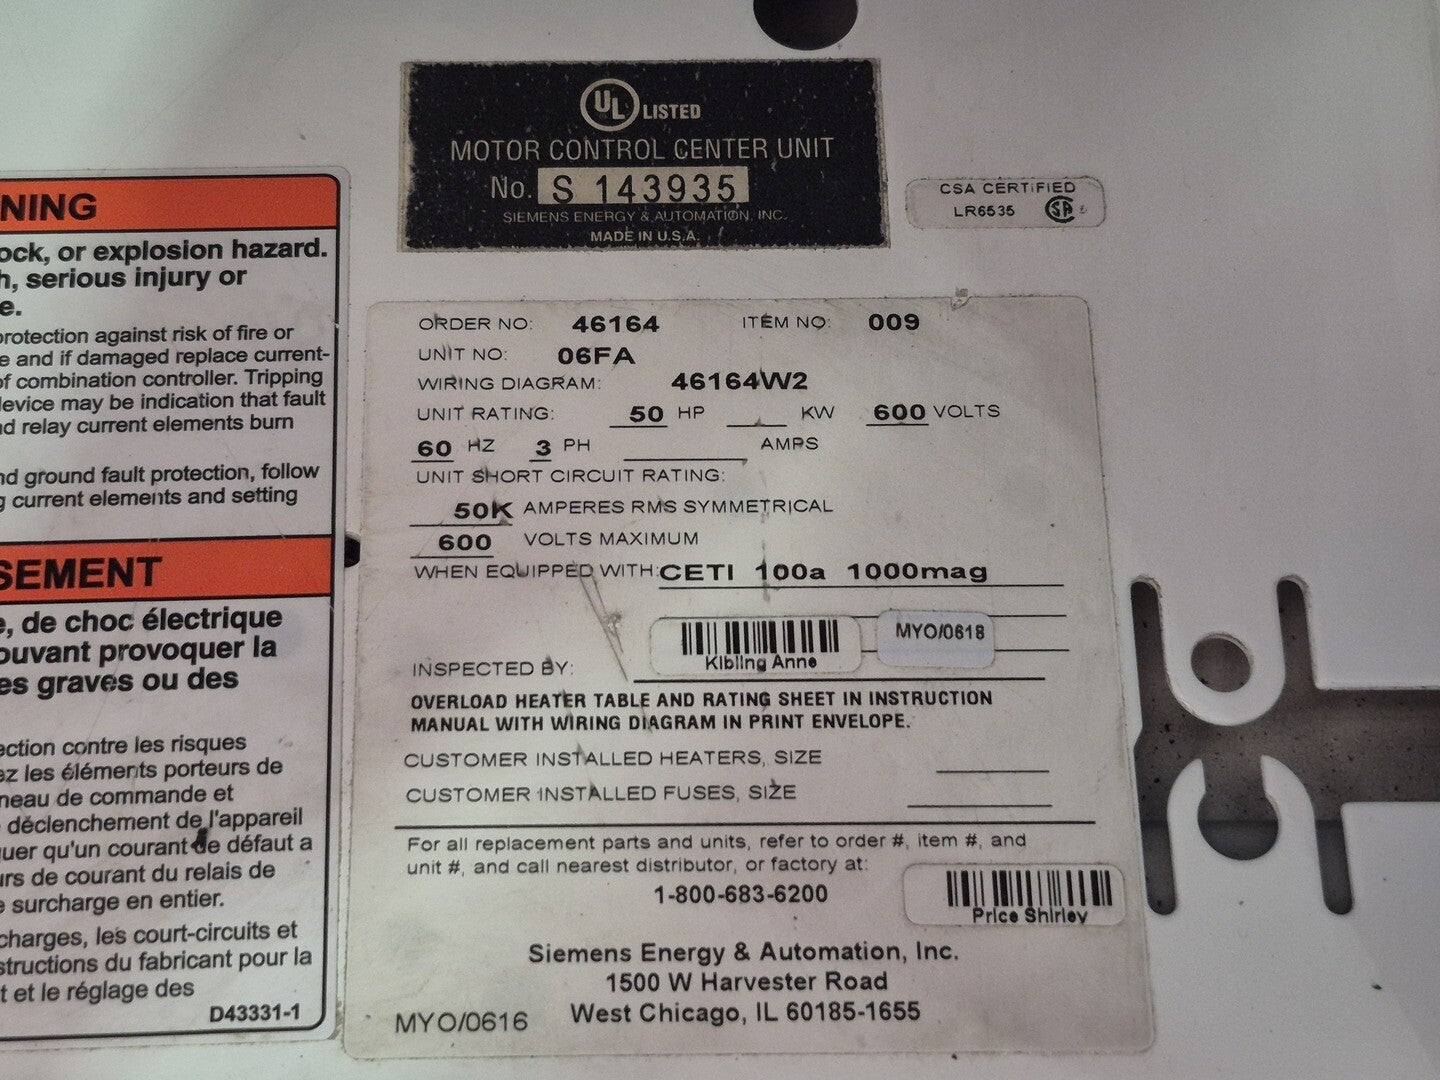 UL LISTED
MOTOR CONTROL CENTER UNIT
No. S 143935
SIEMENS ENERGY & AUTOMATION, INC.
MADE IN U.S.A.
CSA CERTIFIED
LR6535 SA
NING
ock, or explosion hazard.
h, serious injury or
e.
protection against risk of fire or
e and if damaged replace current-
of combination controller. Tripping
device may be indication that fault
nd relay current elements burn
nd ground fault protection, follow
g current elements and setting
SEMENT
e, de choc électrique
ouvant provoquer la
es graves ou des
ection contre les risques
ez les éléments porteurs de
neau de commande et
e déclenchement de l'appareil
quer qu'un courant de défaut a
urs de courant du relais de
e surcharge en entier.
charges, les court-circuits et
structions du fabricant pour la
t et le réglage des
D43331-1
ORDER NO: 46164 ITEM NO: 009
UNIT NO: 06FA
WIRING DIAGRAM: 46164W2
UNIT RATING: 50 HP KW 600 VOLTS
60 HZ 3 PH AMPS
UNIT SHORT CIRCUIT RATING:
50K AMPERES RMS SYMMETRICAL
600 VOLTS MAXIMUM
WHEN EQUIPPED WITH: CETI 100a 1000mag
MYO/0618
Kibling Anne
INSPECTED BY:
OVERLOAD HEATER TABLE AND RATING SHEET IN INSTRUCTION
MANUAL WITH WIRING DIAGRAM IN PRINT ENVELOPE.
CUSTOMER INSTALLED HEATERS, SIZE
CUSTOMER INSTALLED FUSES, SIZE
For all replacement parts and units, refer to order #, item #, and
unit #, and call nearest distributor, or factory at:
1-800-683-6200
Price Shirley
Siemens Energy & Automation, Inc.
1500 W Harvester Road
West Chicago, IL 60185-1655
MYO/0616